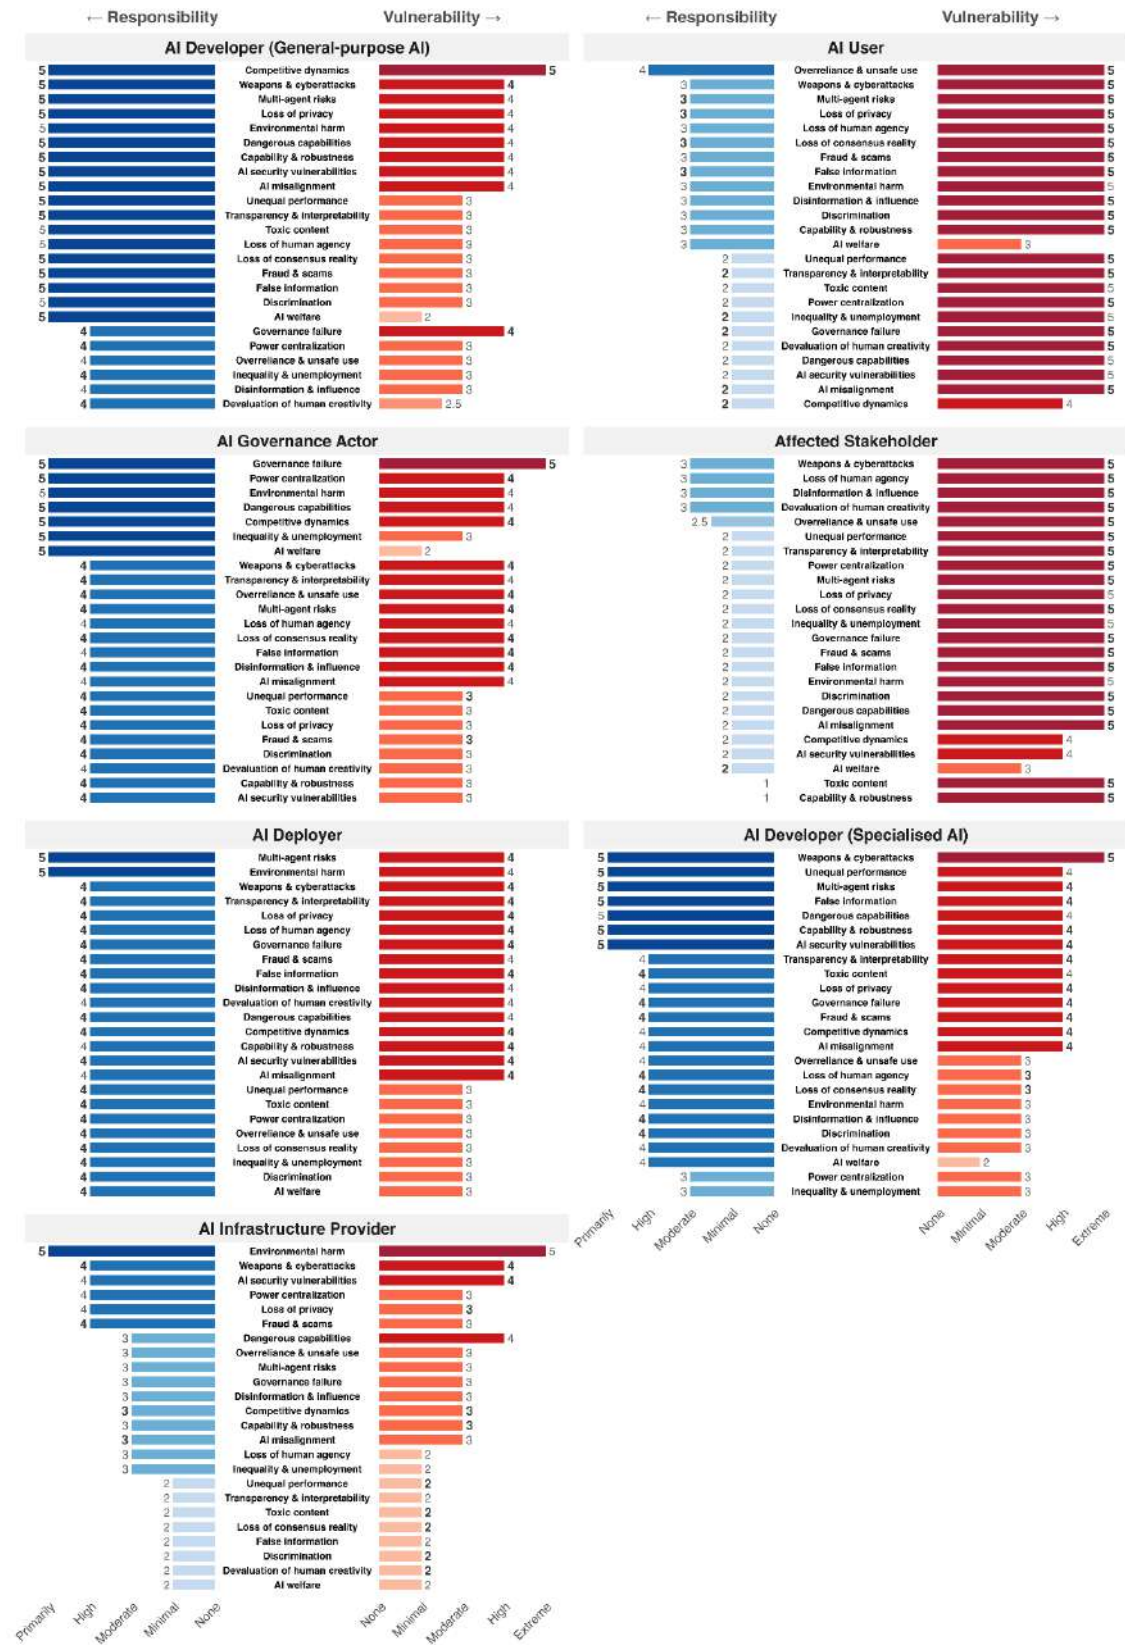 ← Responsibility Vulnerability →
AI Developer (General-purpose AI)
5 Competitive dynamics 5
5 Weapons & cyberattacks 4
5 Multi-agent risks 4
5 Loss of privacy 4
5 Environmental harm 4
5 Dangerous capabilities 4
5 Capability & robustness 4
5 AI security vulnerabilities 4
5 AI misalignment 4
5 Unequal performance 3
5 Transparency & interpretability 3
5 Toxic content 3
5 Loss of human agency 3
5 Loss of consensus reality 3
5 Fraud & scams 3
5 False information 3
5 Discrimination 3
5 AI welfare 2
4 Governance failure 4
4 Power centralization 3
4 Overreliance & unsafe use 3
4 Inequality & unemployment 3
4 Disinformation & influence 3
4 Devaluation of human creativity 2.5
← Responsibility Vulnerability →
AI User
4 Overreliance & unsafe use 5
3 Weapons & cyberattacks 5
3 Multi-agent risks 5
3 Loss of privacy 5
3 Loss of human agency 5
3 Loss of consensus reality 5
3 Fraud & scams 5
3 False information 5
3 Environmental harm 5
3 Disinformation & influence 5
3 Discrimination 5
3 Capability & robustness 5
3 AI welfare 3
2 Unequal performance 5
2 Transparency & interpretability 5
2 Toxic content 5
2 Power centralization 5
2 Inequality & unemployment 5
2 Governance failure 5
2 Devaluation of human creativity 5
2 Dangerous capabilities 5
2 AI security vulnerabilities 5
2 AI misalignment 5
2 Competitive dynamics 4
AI Governance Actor
5 Governance failure 5
5 Power centralization 4
5 Environmental harm 4
5 Dangerous capabilities 4
5 Competitive dynamics 4
5 Inequality & unemployment 3
5 AI welfare 2
4 Weapons & cyberattacks 4
4 Transparency & interpretability 4
4 Overreliance & unsafe use 4
4 Multi-agent risks 4
4 Loss of human agency 4
4 Loss of consensus reality 4
4 False information 4
4 Disinformation & influence 4
4 AI misalignment 4
4 Unequal performance 3
4 Toxic content 3
4 Loss of privacy 3
4 Fraud & scams 3
4 Discrimination 3
4 Devaluation of human creativity 3
4 Capability & robustness 3
4 AI security vulnerabilities 3
Affected Stakeholder
3 Weapons & cyberattacks 5
3 Loss of human agency 5
3 Disinformation & influence 5
3 Devaluation of human creativity 5
2.5 Overreliance & unsafe use 5
2 Unequal performance 5
2 Transparency & interpretability 5
2 Power centralization 5
2 Multi-agent risks 5
2 Loss of privacy 5
2 Loss of consensus reality 5
2 Inequality & unemployment 5
2 Governance failure 5
2 Fraud & scams 5
2 False information 5
2 Environmental harm 5
2 Discrimination 5
2 Dangerous capabilities 5
2 AI misalignment 5
2 Competitive dynamics 4
2 AI security vulnerabilities 4
2 AI welfare 3
1 Toxic content 5
1 Capability & robustness 5
AI Deployer
5 Multi-agent risks 4
5 Environmental harm 4
4 Weapons & cyberattacks 4
4 Transparency & interpretability 4
4 Loss of privacy 4
4 Loss of human agency 4
4 Governance failure 4
4 Fraud & scams 4
4 False information 4
4 Disinformation & influence 4
4 Devaluation of human creativity 4
4 Dangerous capabilities 4
4 Competitive dynamics 4
4 Capability & robustness 4
4 AI security vulnerabilities 4
4 AI misalignment 4
4 Unequal performance 3
4 Toxic content 3
4 Power centralization 3
4 Overreliance & unsafe use 3
4 Loss of consensus reality 3
4 Inequality & unemployment 3
4 Discrimination 3
4 AI welfare 3
AI Developer (Specialised AI)
5 Weapons & cyberattacks 5
5 Unequal performance 4
5 Multi-agent risks 4
5 False information 4
5 Dangerous capabilities 4
5 Capability & robustness 4
5 AI security vulnerabilities 4
4 Transparency & interpretability 4
4 Toxic content 4
4 Loss of privacy 4
4 Governance failure 4
4 Fraud & scams 4
4 Competitive dynamics 4
4 AI misalignment 4
4 Overreliance & unsafe use 3
4 Loss of human agency 3
4 Loss of consensus reality 3
4 Environmental harm 3
4 Disinformation & influence 3
4 Discrimination 3
4 Devaluation of human creativity 3
4 AI welfare 2
3 Power centralization 3
3 Inequality & unemployment 3
Primarily High Moderate Minimal None None Minimal Moderate High Extreme
AI Infrastructure Provider
5 Environmental harm 5
4 Weapons & cyberattacks 4
4 AI security vulnerabilities 4
4 Power centralization 3
4 Loss of privacy 3
4 Fraud & scams 3
3 Dangerous capabilities 4
3 Overreliance & unsafe use 3
3 Multi-agent risks 3
3 Governance failure 3
3 Disinformation & influence 3
3 Competitive dynamics 3
3 Capability & robustness 3
3 AI misalignment 3
3 Loss of human agency 2
3 Inequality & unemployment 2
2 Unequal performance 2
2 Transparency & interpretability 2
2 Toxic content 2
2 Loss of consensus reality 2
2 False information 2
2 Discrimination 2
2 Devaluation of human creativity 2
2 AI welfare 2
Primarily High Moderate Minimal None None Minimal Moderate High Extreme